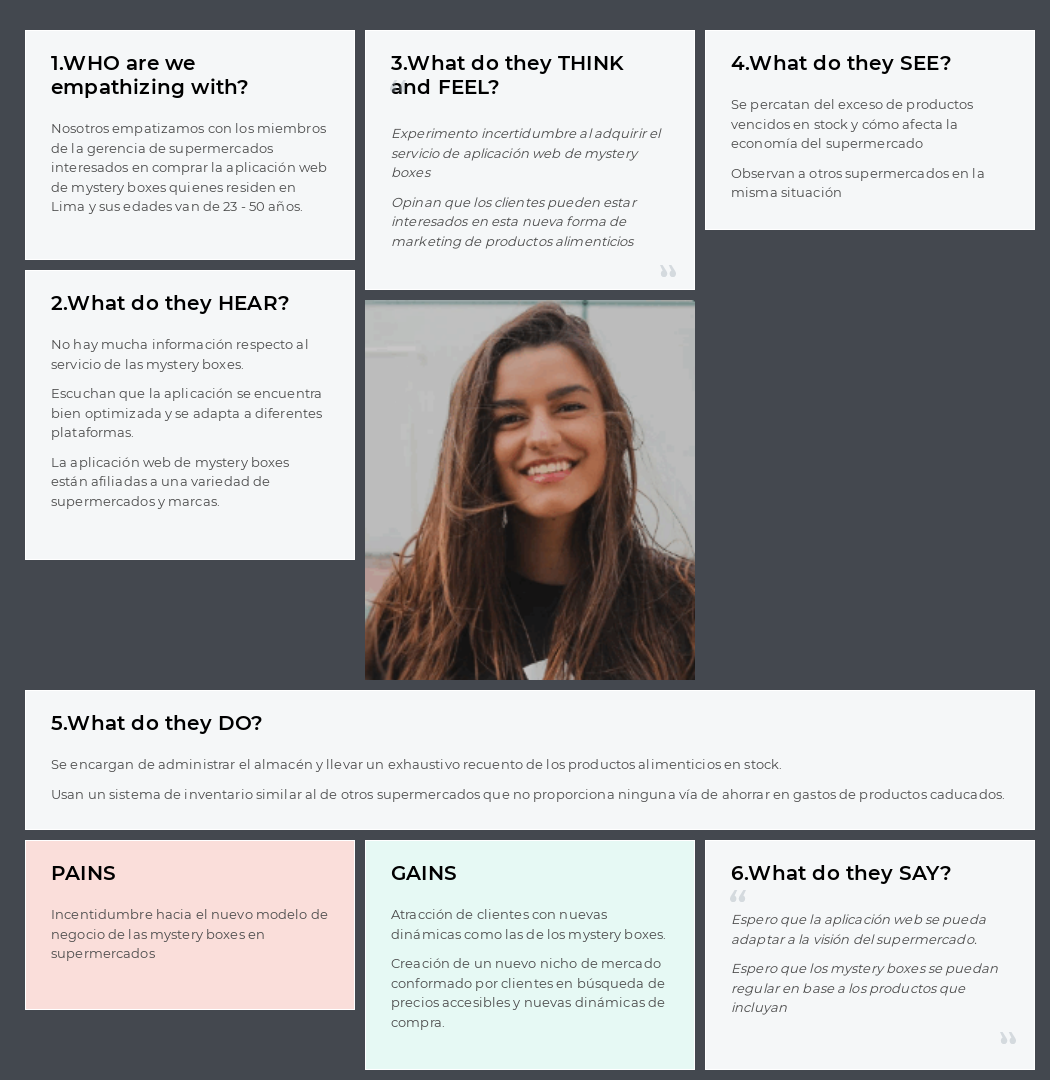 1.WHO are we
empathizing with?
Nosotros empatizamos con los miembros
de la gerencia de supermercados
interesados en comprar la aplicación web
de mystery boxes quienes residen en
Lima y sus edades van de 23 - 50 años.
2.What do they HEAR?
No hay mucha información respecto al
servicio de las mystery boxes.
Escuchan que la aplicación se encuentra
bien optimizada y se adapta a diferentes
plataformas.
La aplicación web de mystery boxes
están afiliadas a una variedad de
supermercados y marcas.
3.What do they THINK
and FEEL?
“
Experimento incertidumbre al adquirir el
servicio de aplicación web de mystery
boxes
Opinan que los clientes pueden estar
interesados en esta nueva forma de
marketing de productos alimenticios
”
4.What do they SEE?
Se percatan del exceso de productos
vencidos en stock y cómo afecta la
economía del supermercado
Observan a otros supermercados en la
misma situación
5.What do they DO?
Se encargan de administrar el almacén y llevar un exhaustivo recuento de los productos alimenticios en stock.
Usan un sistema de inventario similar al de otros supermercados que no proporciona ninguna vía de ahorrar en gastos de productos caducados.
PAINS
Incentidumbre hacia el nuevo modelo de
negocio de las mystery boxes en
supermercados
GAINS
Atracción de clientes con nuevas
dinámicas como las de los mystery boxes.
Creación de un nuevo nicho de mercado
conformado por clientes en búsqueda de
precios accesibles y nuevas dinámicas de
compra.
6.What do they SAY?
“
Espero que la aplicación web se pueda
adaptar a la visión del supermercado.
Espero que los mystery boxes se puedan
regular en base a los productos que
incluyan
”